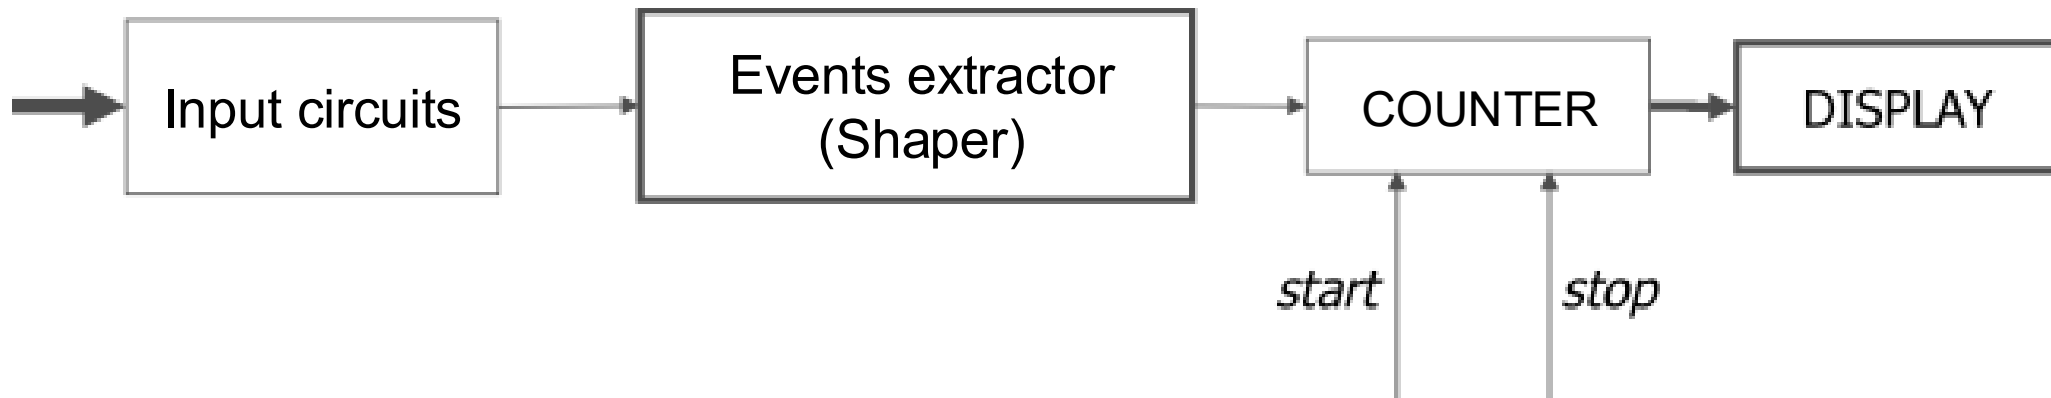 Input circuits
Events extractor
(Shaper)
COUNTER
DISPLAY
start
stop